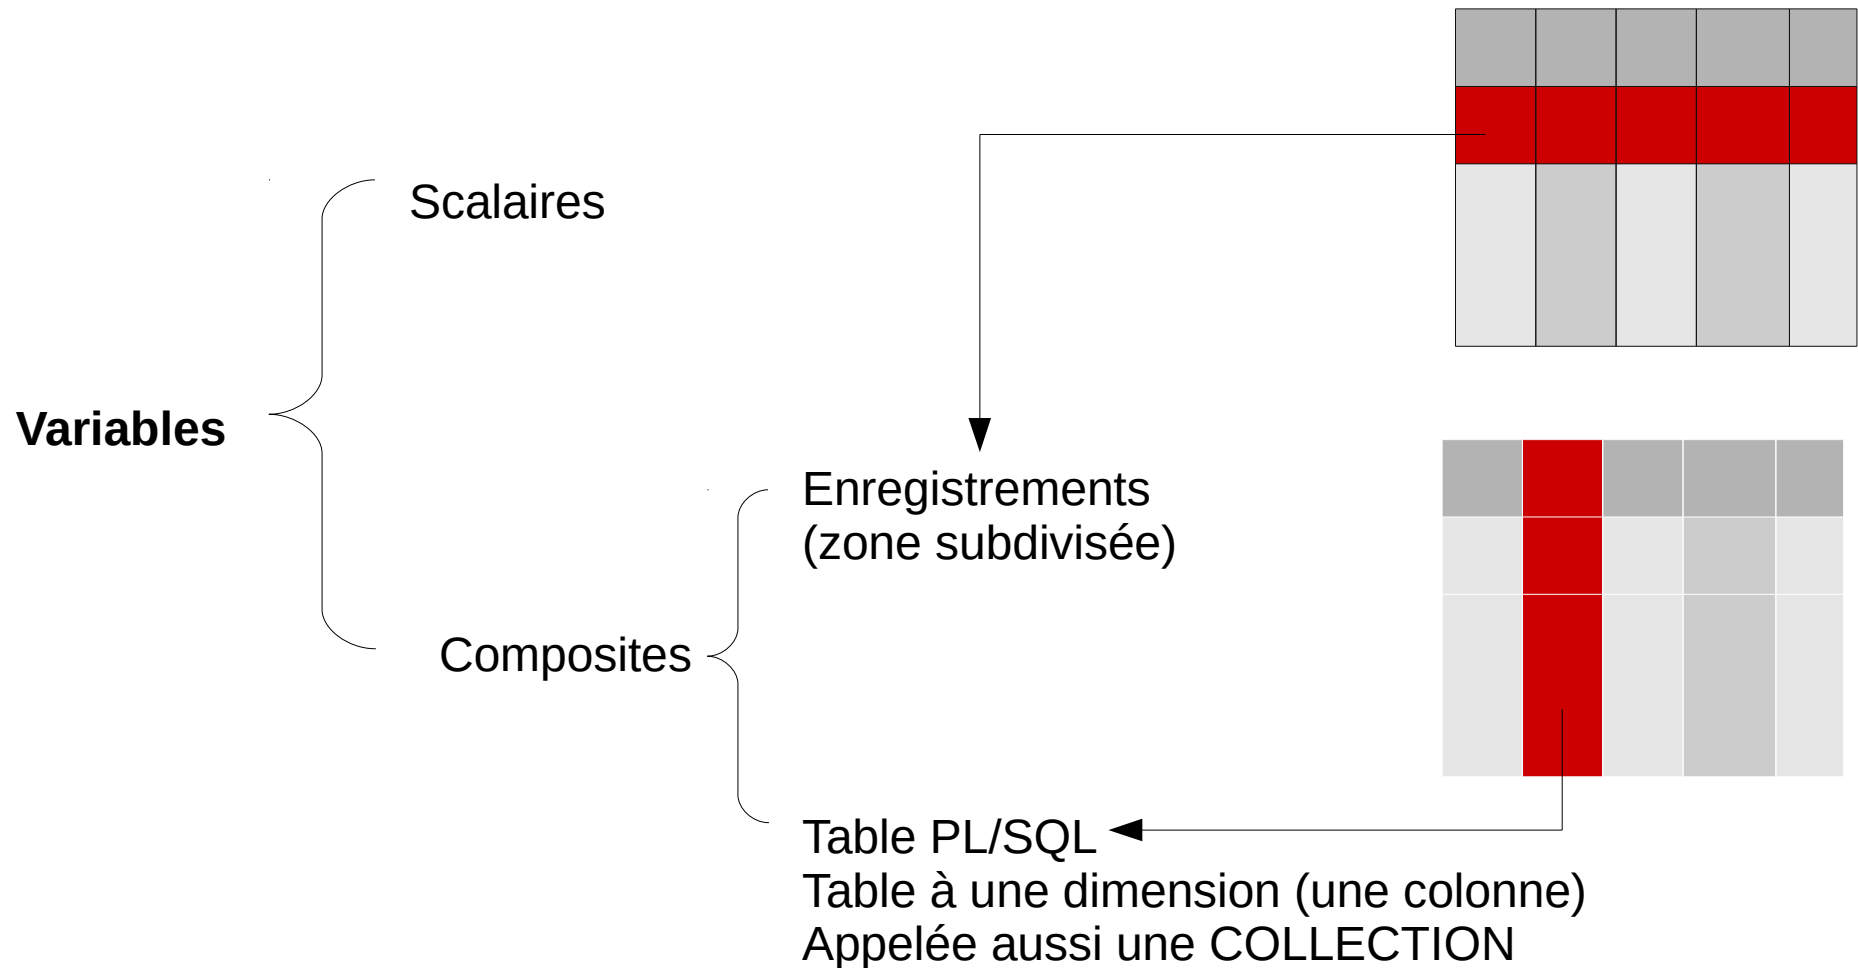 Scalaires
Variables
Enregistrements
(zone subdivisée)
Composites
Table PL/SQL
Table à une dimension (une colonne)
Appelée aussi une COLLECTION